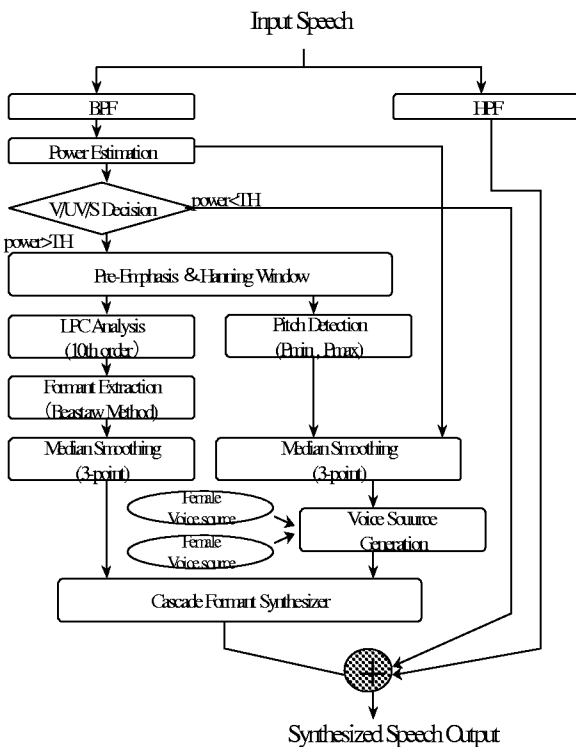 Input Speech
BPF
HPF
Power Estimation
V/UV/S Decision
power<TH
power>TH
Pre-Emphasis & Hanning Window
LPC Analysis
(10th order)
Pitch Detection
(Pmin, Pmax)
Formant Extraction
(Beastaw Method)
Median Smoothing
(3-point)
Median Smoothing
(3-point)
Female
Voice source
Female
Voice source
Voice Souurce
Generation
Cascade Formant Synthesizer
+
Synthesized Speech Output